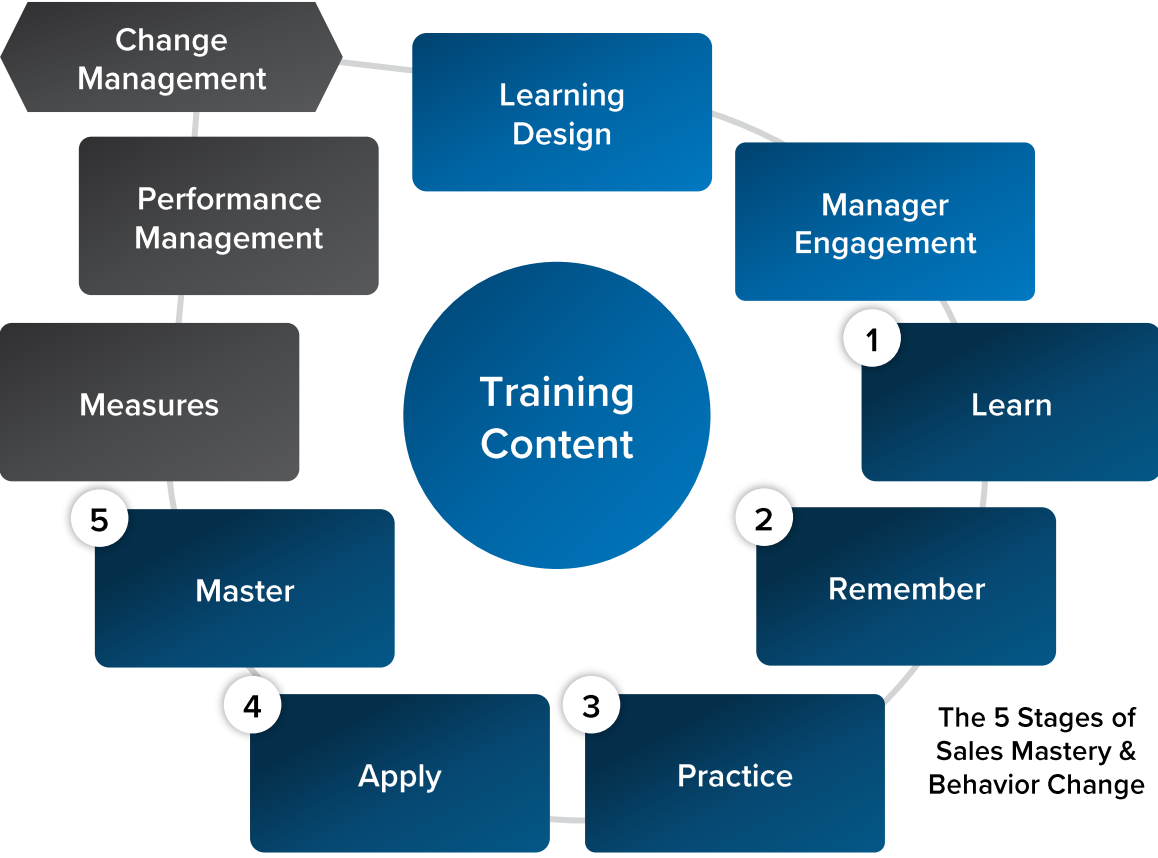 Change
Management
Learning
Design
Performance
Management
Manager
Engagement
Measures
1
Learn
Training
Content
5
Master
2
Remember
4
Apply
3
Practice
The 5 Stages of
Sales Mastery &
Behavior Change